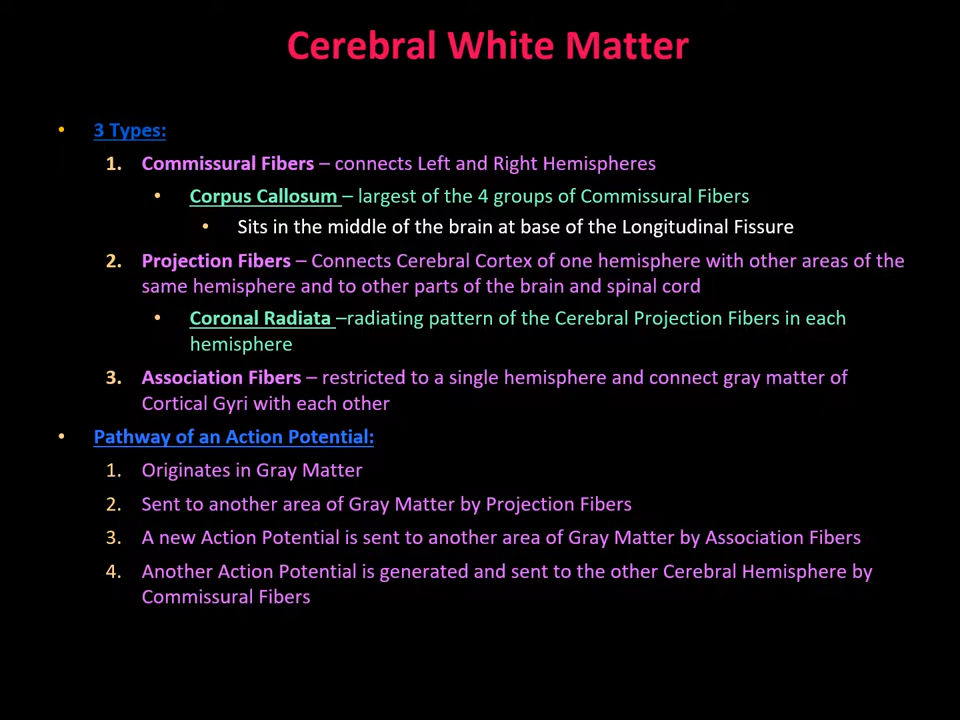 Cerebral White Matter
• 3 Types:
1. Commissural Fibers – connects Left and Right Hemispheres
• Corpus Callosum – largest of the 4 groups of Commissural Fibers
• Sits in the middle of the brain at base of the Longitudinal Fissure
2. Projection Fibers – Connects Cerebral Cortex of one hemisphere with other areas of the
same hemisphere and to other parts of the brain and spinal cord
• Coronal Radiata –radiating pattern of the Cerebral Projection Fibers in each
hemisphere
3. Association Fibers – restricted to a single hemisphere and connect gray matter of
Cortical Gyri with each other
• Pathway of an Action Potential:
1. Originates in Gray Matter
2. Sent to another area of Gray Matter by Projection Fibers
3. A new Action Potential is sent to another area of Gray Matter by Association Fibers
4. Another Action Potential is generated and sent to the other Cerebral Hemisphere by
Commissural Fibers